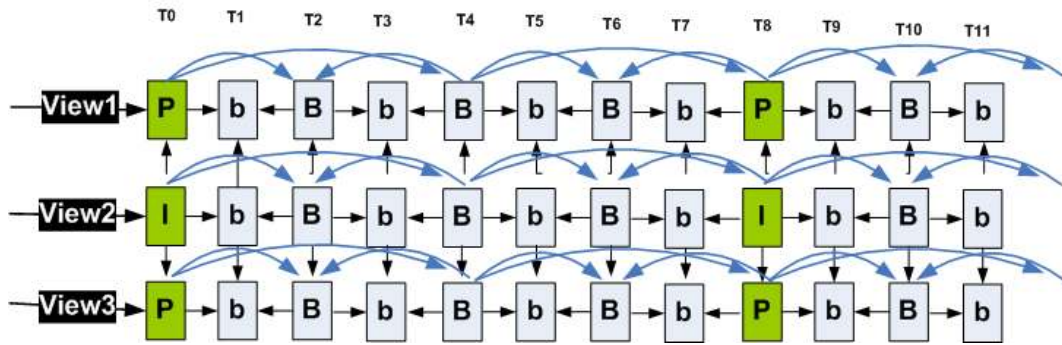 T0 T1 T2 T3 T4 T5 T6 T7 T8 T9 T10 T11
View1 P b B b B b B b P b B b
View2 I b B b B b B b I b B b
View3 P b B b B b B b P b B b